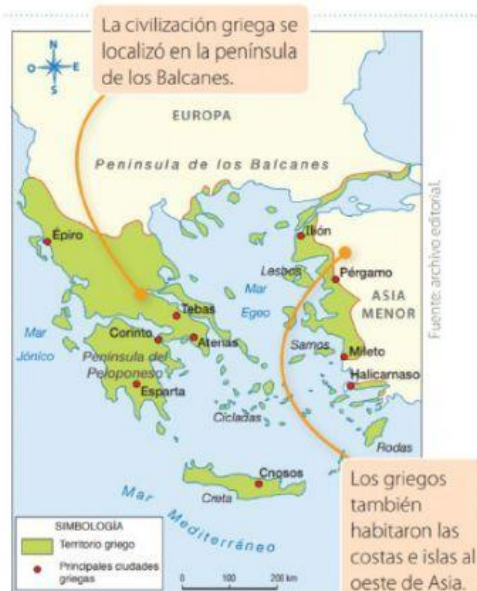 La civilización griega se
localizó en la península
de los Balcanes.
N
O
E
S
EUROPA
Península de los Balcanes
Épiro
Ilión
Lesbos
Pérgamo
Mar
Egeo
ASIA
MENOR
Tebas
Corinto
Atenas
Mar
Jónico
Península del
Peloponeso
Samos
Mileto
Halicarnaso
Esparta
Cícladas
Rodas
Cnosos
Creta
Mar Mediterráneo
Los griegos
también
habitaron las
costas e islas al
oeste de Asia.
SIMBOLOGÍA
Territorio griego
Principales ciudades
griegas
0 100 200 km
Fuente: archivo editorial.